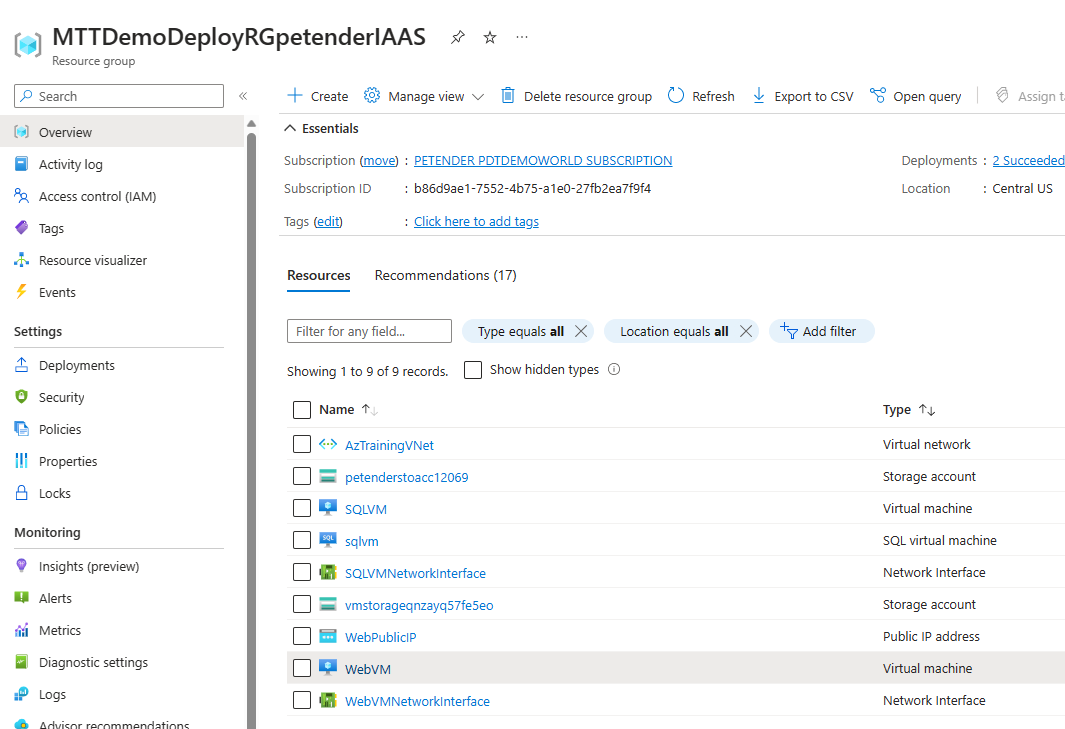 MTTDemoDeployRGpetenderIAAS
Resource group
Search
Create Manage view Delete resource group Refresh Export to CSV Open query Assign
Overview
Activity log
Access control (IAM)
Tags
Resource visualizer
Events
Settings
Deployments
Security
Policies
Properties
Locks
Monitoring
Insights (preview)
Alerts
Metrics
Diagnostic settings
Logs
Advisor recommendations
Essentials
Subscription (move) : PETENDER PDTDEMOWORLD SUBSCRIPTION
Subscription ID : b86d9ae1-7552-4b75-a1e0-27fb2ea7f9f4
Tags (edit) : Click here to add tags
Deployments : 2 Succeeded
Location : Central US
Resources Recommendations (17)
Filter for any field... Type equals all Location equals all Add filter
Showing 1 to 9 of 9 records. Show hidden types
Name Type
AzTrainingVNet Virtual network
petenderstoacc12069 Storage account
SQLVM Virtual machine
sqlvm SQL virtual machine
SQLVMNetworkInterface Network Interface
vmstorageqnzayq57fe5eo Storage account
WebPublicIP Public IP address
WebVM Virtual machine
WebVMNetworkInterface Network Interface